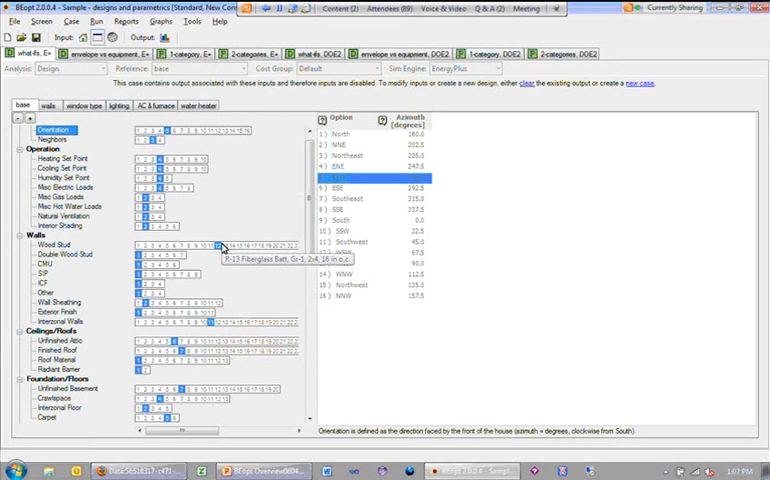 BEopt 2.0.0.4 - Sample - designs and parametrics [Standard, New Cons
Content (2) Attendees (89) Voice & Video Q & A (2) Meeting
Currently Sharing
File Screen Case Run Reports Graphs Tools Help
Input: Output:
what-ifs, E+ envelope vs equipment, E+ 1-category, E+ 2-categories, E+ what-ifs, DOE2 envelope vs equipment, DOE2 1-category, DOE2 2-categories, DOE2
Analysis: Design Reference: base Cost Group: Default Sim Engine: EnergyPlus
This case contains output associated with these inputs and therefore inputs are disabled. To modify inputs or create a new design, either clear the existing output or create a new case.
base walls window type lighting AC & furnace water heater
Orientation
Neighbors
Operation
Heating Set Point
Cooling Set Point
Humidity Set Point
Misc Electric Loads
Misc Gas Loads
Misc Hot Water Loads
Natural Ventilation
Interior Shading
Walls
Wood Stud
R-13 Fiberglass Batt, Gr-1, 2x4, 16 in o.c.
Double Wood Stud
CMU
SIP
ICF
Other
Wall Sheathing
Exterior Finish
Interzonal Walls
Ceilings/Roofs
Unfinished Attic
Finished Roof
Roof Material
Radiant Barrier
Foundation/Floors
Unfinished Basement
Crawlspace
Interzonal Floor
Carpet
Option Azimuth [degrees]
1 ) North 180.0
2 ) NNE 202.5
3 ) Northeast 225.0
4 ) ENE 247.5
6 ) ESE 292.5
7 ) Southeast 315.0
8 ) SSE 337.5
9 ) South 0.0
10 ) SSW 22.5
11 ) Southwest 45.0
67.5
90.0
WNW 112.5
15 ) Northwest 135.0
16 ) NNW 157.5
Orientation is defined as the direction faced by the front of the house (azimuth = degrees, clockwise from South).
BEopt Overview0604...
BEopt 2.0.0.4 - Sampl...
1:07 PM